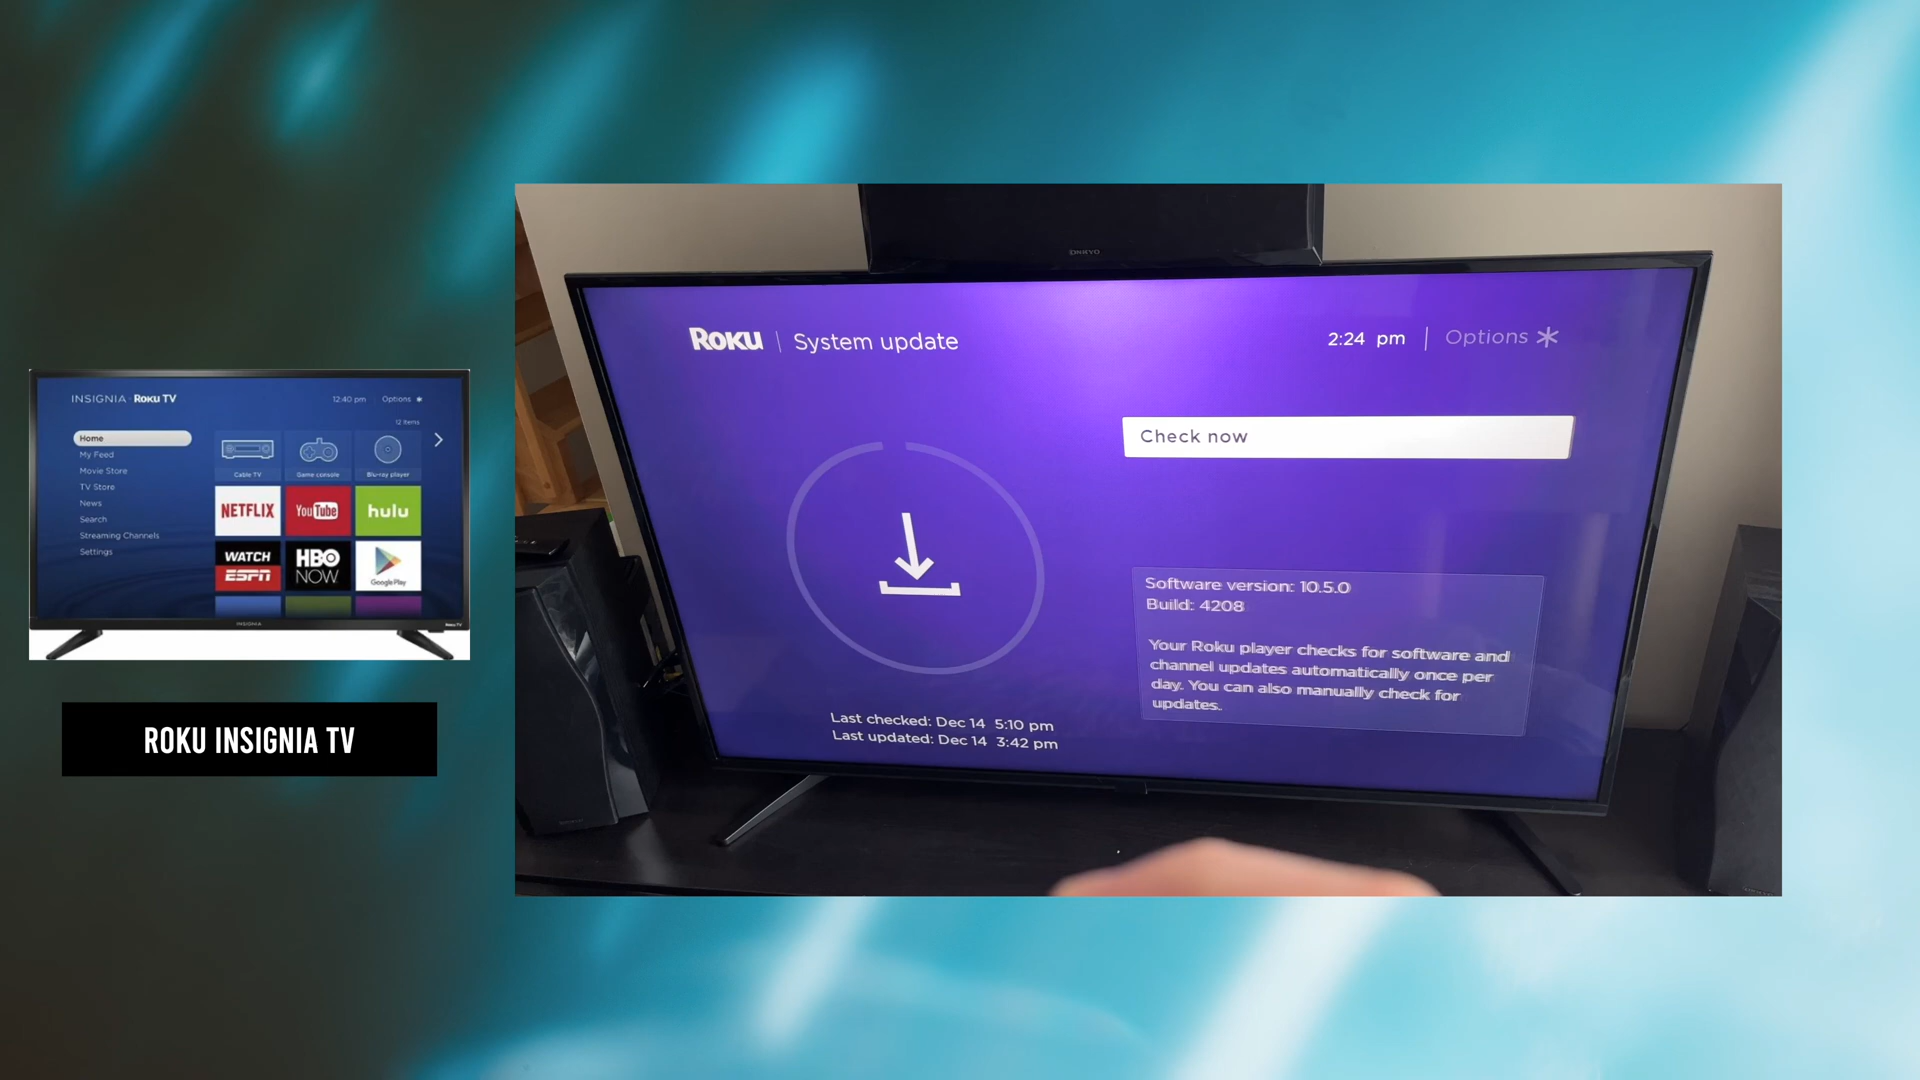 INSIGNIA Roku TV
12:40 pm Options *
12 items
Home
My Feed
Movie Store
TV Store
News
Search
Streaming Channels
Settings
Cable TV
Game console
Blu-ray player
NETFLIX
YouTube
hulu
WATCH
ESPN
HBO
NOW
Google Play
INSIGNIA
Roku TV
ROKU INSIGNIA TV
ONKYO
ROKU | System update
2:24 pm | Options *
Check now
Software version: 10.5.0
Build: 4208
Your Roku player checks for software and
channel updates automatically once per
day. You can also manually check for
updates.
Last checked: Dec 14 5:10 pm
Last updated: Dec 14 3:42 pm